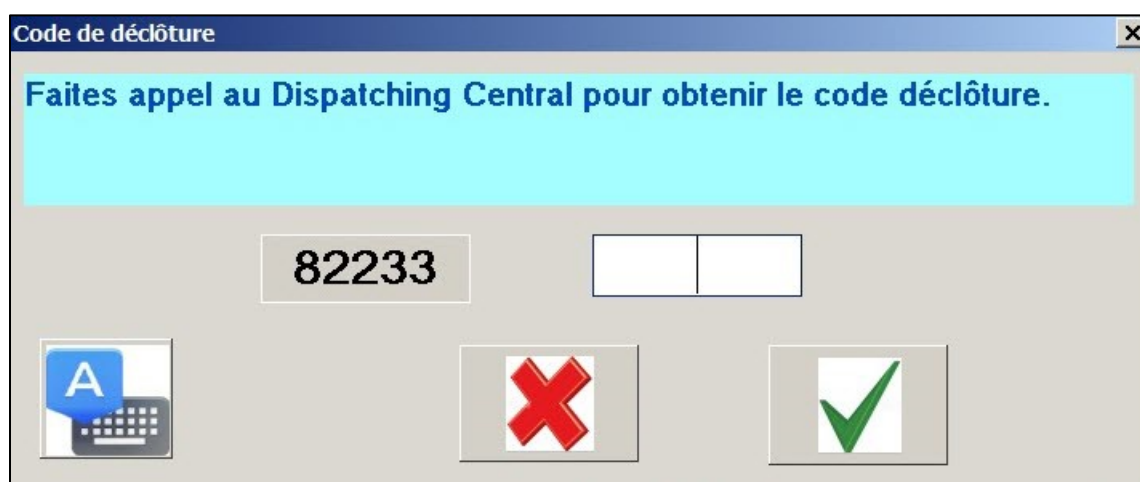 Code de déclôture
Faites appel au Dispatching Central pour obtenir le code déclôture.
82233
A